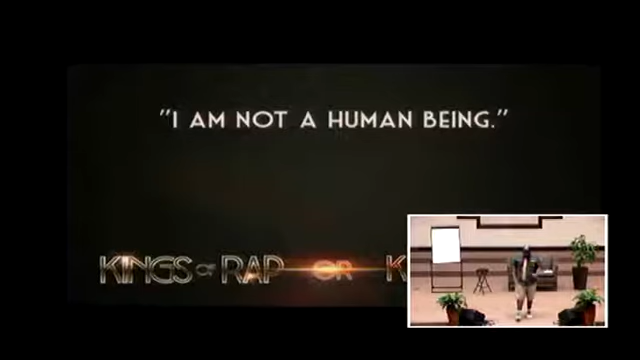 "I AM NOT A HUMAN BEING."
KINGS OF RAP OR K